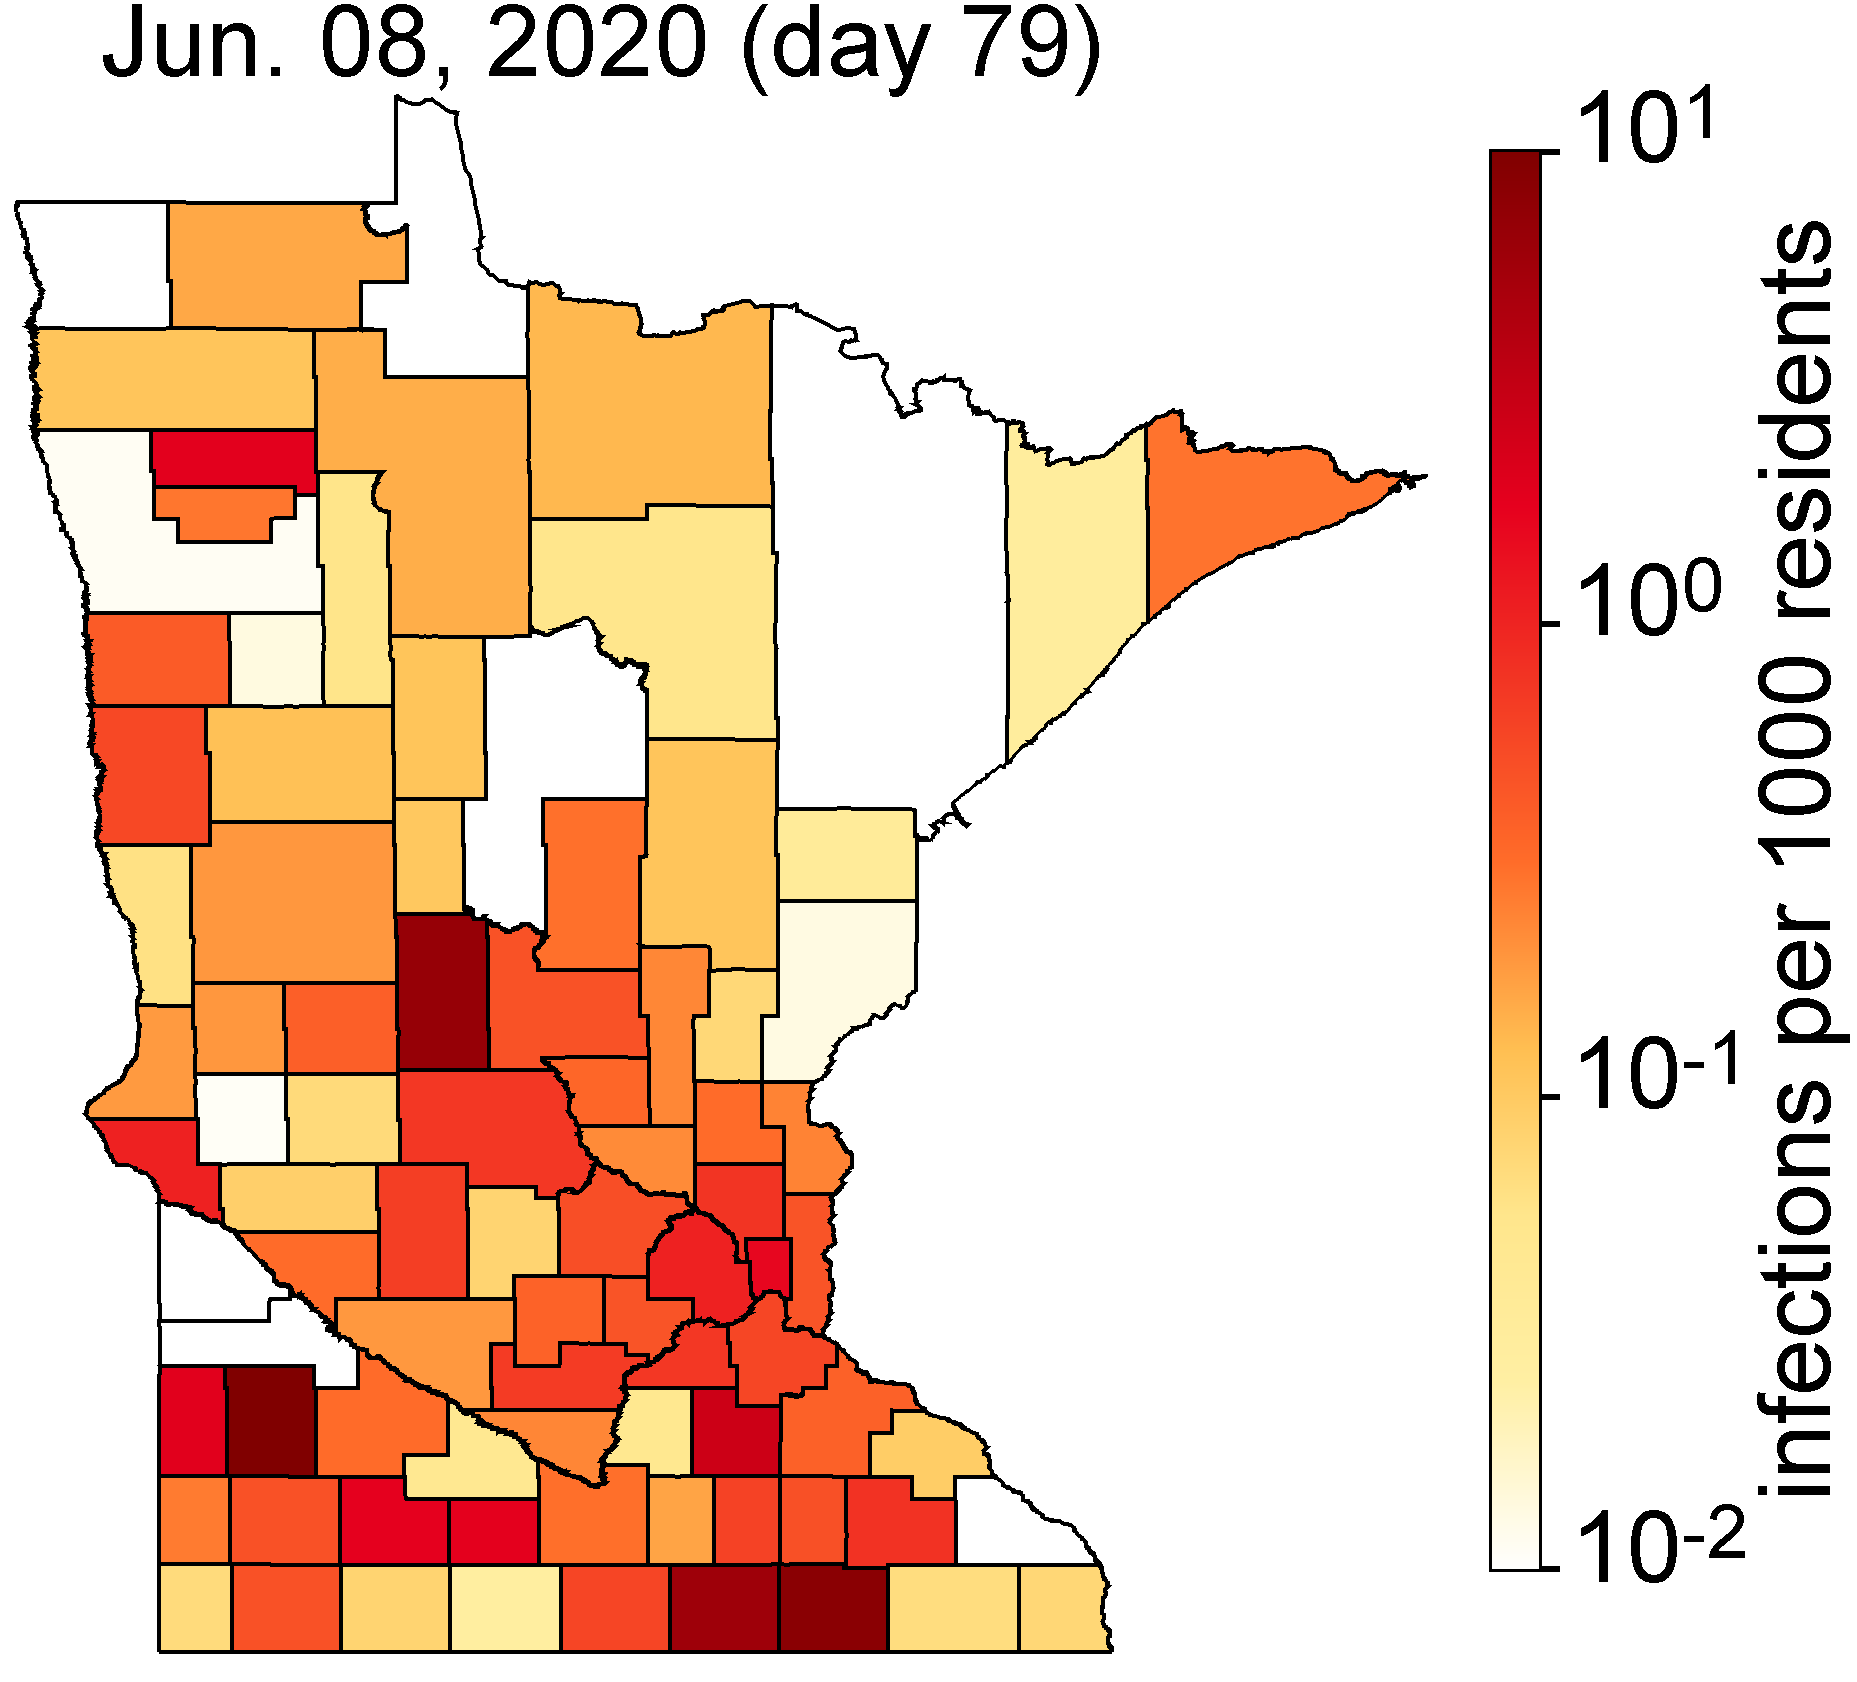 Jun. 08, 2020 (day 79)
10¹
10⁰
10⁻¹
10⁻²
infections per 1000 residents